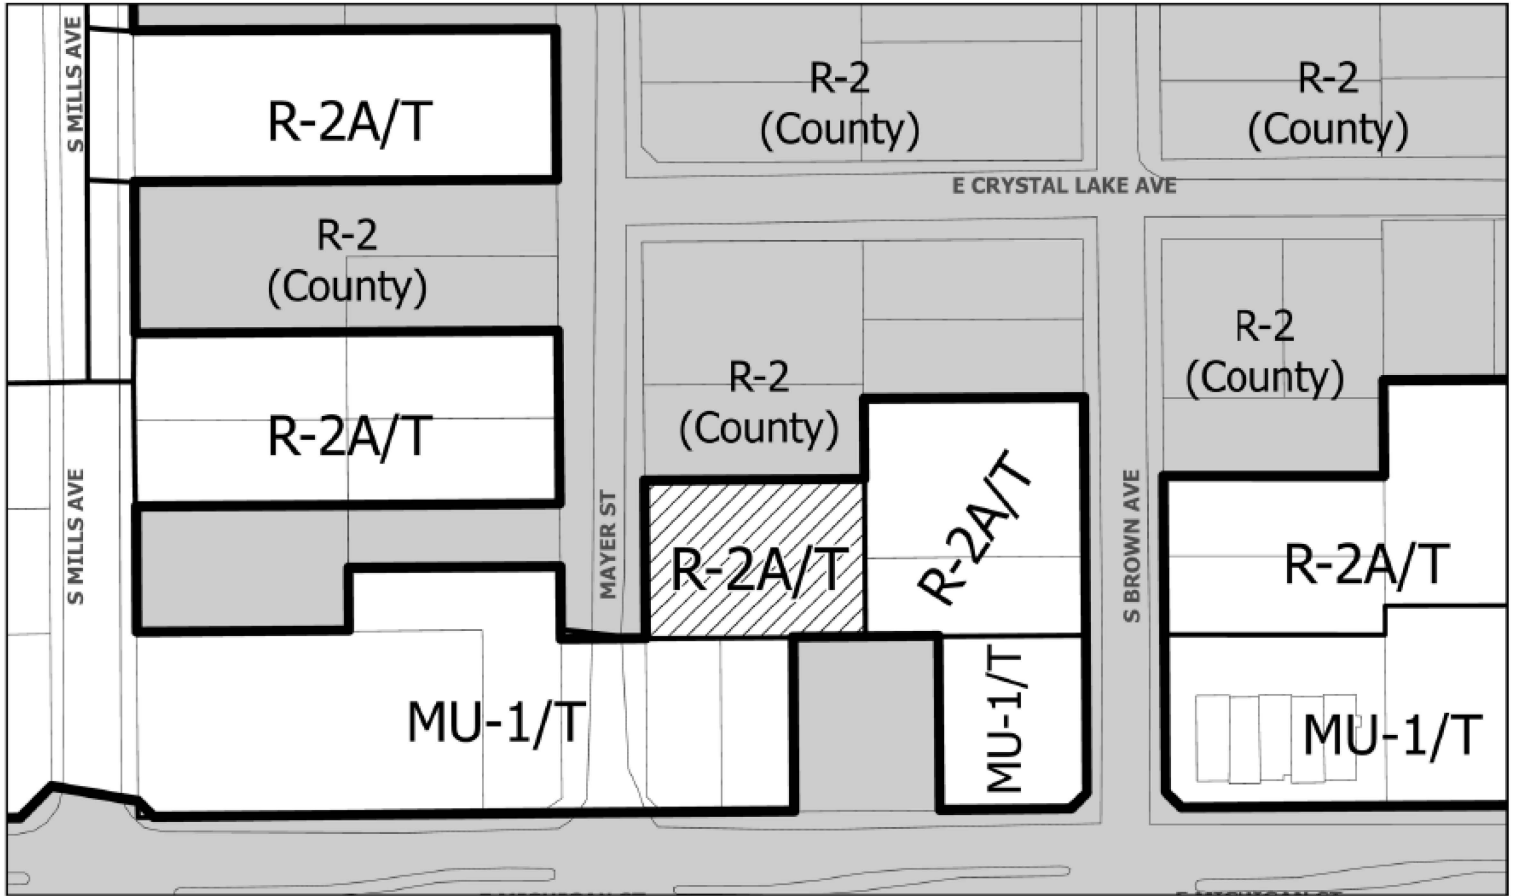 S MILLS AVE
R-2A/T
R-2
(County)
R-2
(County)
E CRYSTAL LAKE AVE
R-2
(County)
R-2
(County)
R-2
(County)
R-2A/T
S MILLS AVE
MAYER ST
R-2A/T
R-2A/T
S BROWN AVE
R-2A/T
MU-1/T
MU-1/T
MU-1/T